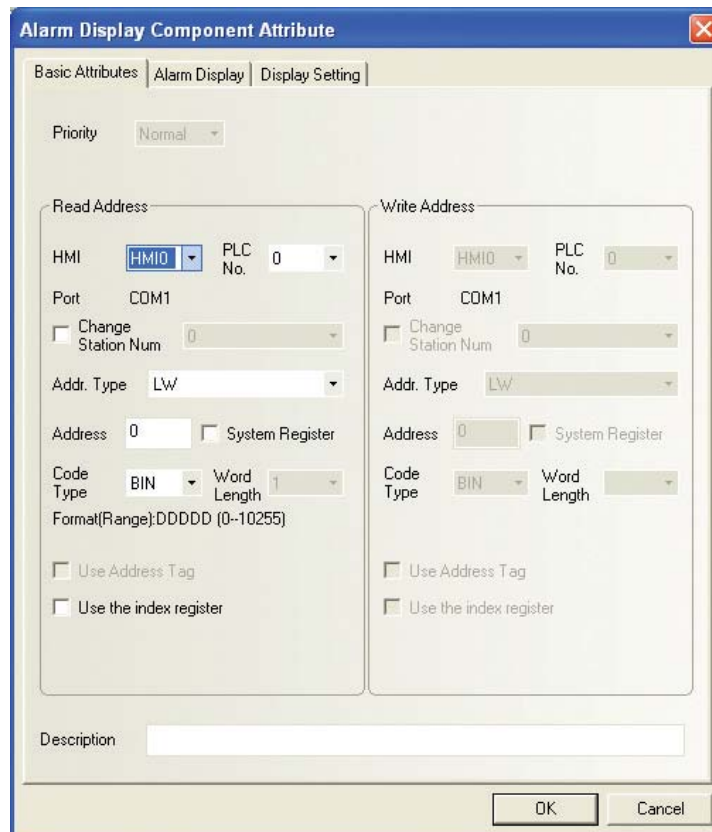 Alarm Display Component Attribute
Basic Attributes Alarm Display Display Setting
Priority Normal
Read Address
HMI HMI0 PLC No. 0
Port COM1
Change Station Num 0
Addr. Type LW
Address 0 System Register
Code Type BIN Word Length 1
Format(Range):DDDDD (0--10255)
Use Address Tag
Use the index register
Write Address
HMI HMI0 PLC No. 0
Port COM1
Change Station Num 0
Addr. Type LW
Address 0 System Register
Code Type BIN Word Length
Use Address Tag
Use the index register
Description
OK Cancel